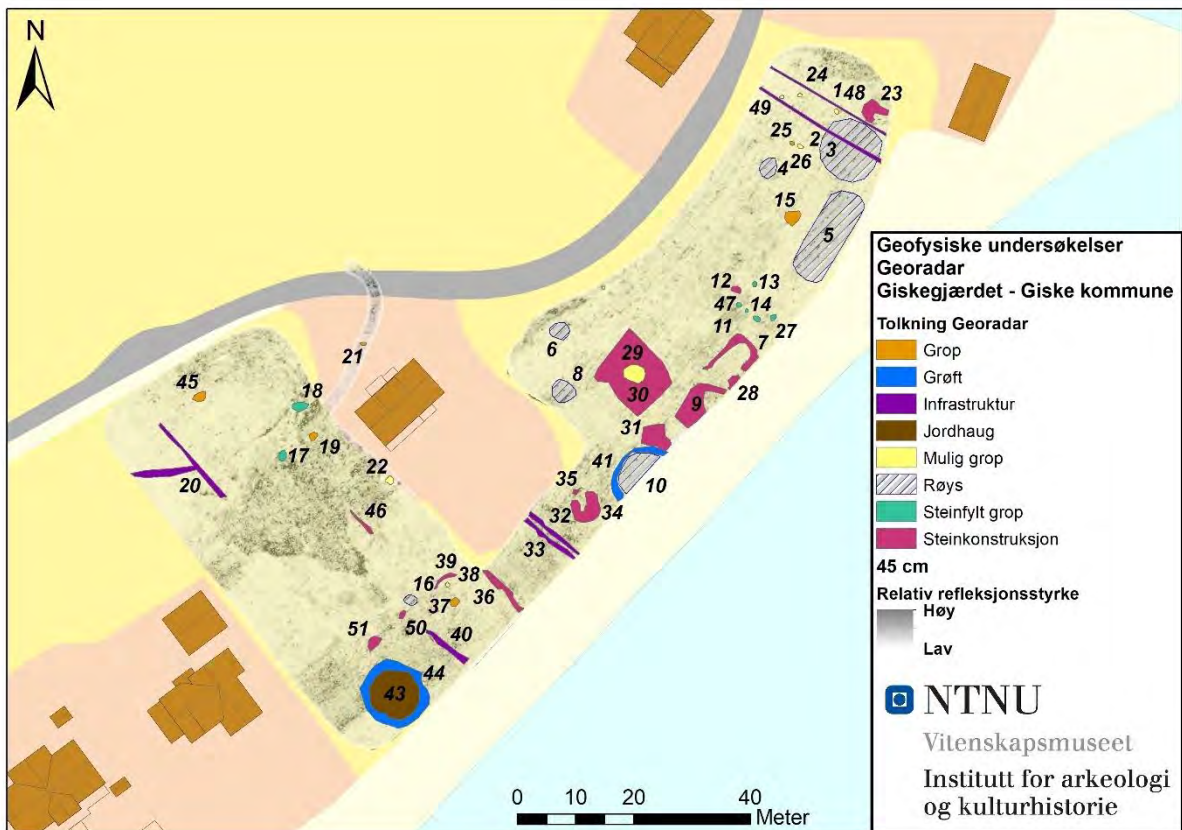 N
24
148 23
49
25
2
3
26
4
15
5
12 13
47 14
11 27
7
6
29
8
30
28
9
31
41
10
35
32 34
33
21
45
18
19
17
22
20
46
39
38
16
36
37
50 40
51
44
43
0 10 20 40
Meter
Geofysiske undersøkelser
Georadar
Giskegjærdet - Giske kommune
Tolkning Georadar
Grop
Grøft
Infrastruktur
Jordhaug
Mulig grop
Røys
Steinfylt grop
Steinkonstruksjon
45 cm
Relativ refleksjonsstyrke
Høy
Lav
NTNU
Vitenskapsmuseet
Institutt for arkeologi
og kulturhistorie